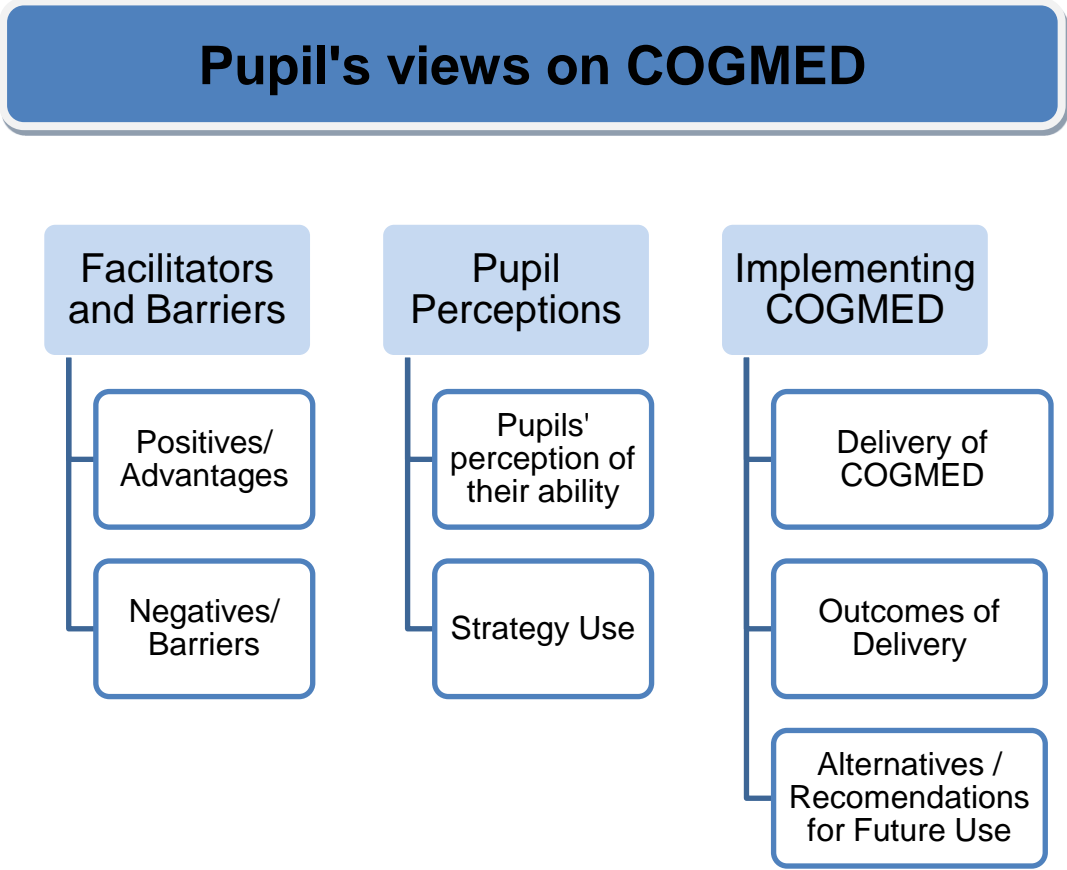 Pupil's views on COGMED
Facilitators
and Barriers
Positives/
Advantages
Negatives/
Barriers
Pupil
Perceptions
Pupils'
perception of
their ability
Strategy Use
Implementing
COGMED
Delivery of
COGMED
Outcomes of
Delivery
Alternatives /
Recomendations
for Future Use